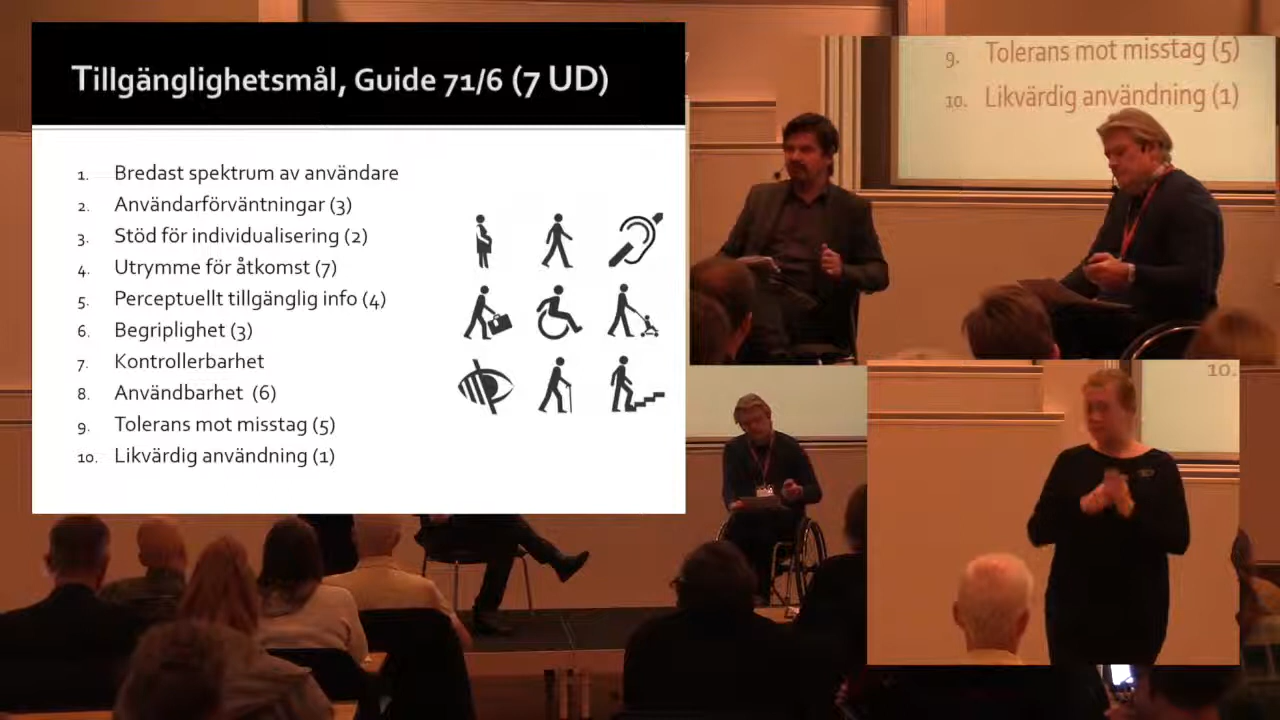 Tillgänglighetsmål, Guide 71/6 (7 UD)
1. Bredast spektrum av användare
2. Användarförväntningar (3)
3. Stöd för individualisering (2)
4. Utrymme för åtkomst (7)
5. Perceptuellt tillgänglig info (4)
6. Begriplighet (3)
7. Kontrollerbarhet
8. Användbarhet (6)
9. Tolerans mot misstag (5)
10. Likvärdig användning (1)
9. Tolerans mot misstag (5)
10. Likvärdig användning (1)
10.